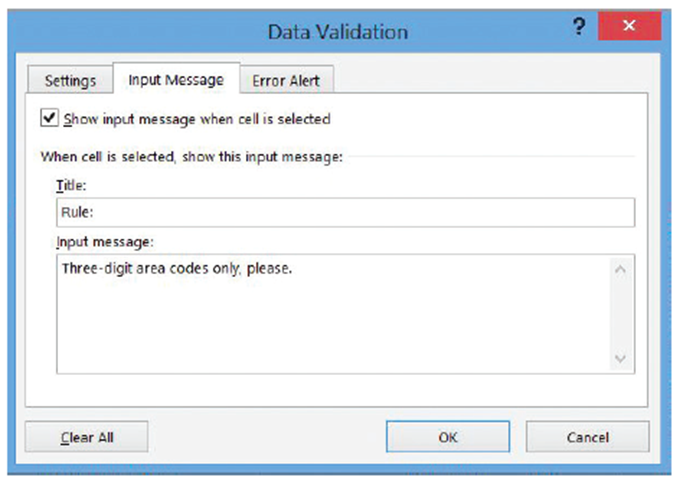 Data Validation
?
Settings
Input Message
Error Alert
Show input message when cell is selected
When cell is selected, show this input message:
Title:
Rule:
Input message:
Three-digit area codes only, please.
Clear All
OK
Cancel